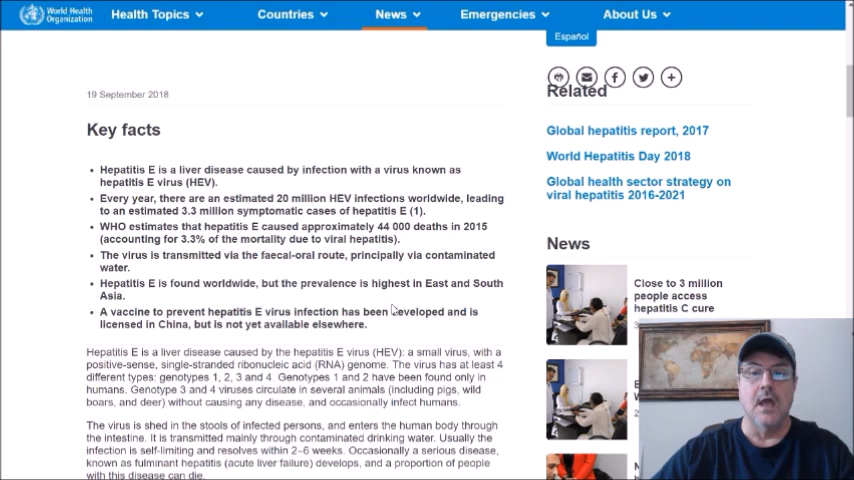 World Health
Organization
Health Topics
Countries
News
Emergencies
About Us
Español
19 September 2018
Key facts
Hepatitis E is a liver disease caused by infection with a virus known as
hepatitis E virus (HEV).
Every year, there are an estimated 20 million HEV infections worldwide, leading
to an estimated 3.3 million symptomatic cases of hepatitis E (1).
WHO estimates that hepatitis E caused approximately 44 000 deaths in 2015
(accounting for 3.3% of the mortality due to viral hepatitis).
The virus is transmitted via the faecal-oral route, principally via contaminated
water.
Hepatitis E is found worldwide, but the prevalence is highest in East and South
Asia.
A vaccine to prevent hepatitis E virus infection has been developed and is
licensed in China, but is not yet available elsewhere.
Hepatitis E is a liver disease caused by the hepatitis E virus (HEV): a small virus, with a
positive-sense, single-stranded ribonucleic acid (RNA) genome. The virus has at least 4
different types: genotypes 1, 2, 3 and 4. Genotypes 1 and 2 have been found only in
humans. Genotype 3 and 4 viruses circulate in several animals (including pigs, wild
boars, and deer) without causing any disease, and occasionally infect humans.
The virus is shed in the stools of infected persons, and enters the human body through
the intestine. It is transmitted mainly through contaminated drinking water. Usually the
infection is self-limiting and resolves within 2–6 weeks. Occasionally a serious disease,
known as fulminant hepatitis (acute liver failure) develops, and a proportion of people
with this disease can die.
Related
Global hepatitis report, 2017
World Hepatitis Day 2018
Global health sector strategy on
viral hepatitis 2016-2021
News
Close to 3 million
people access
hepatitis C cure